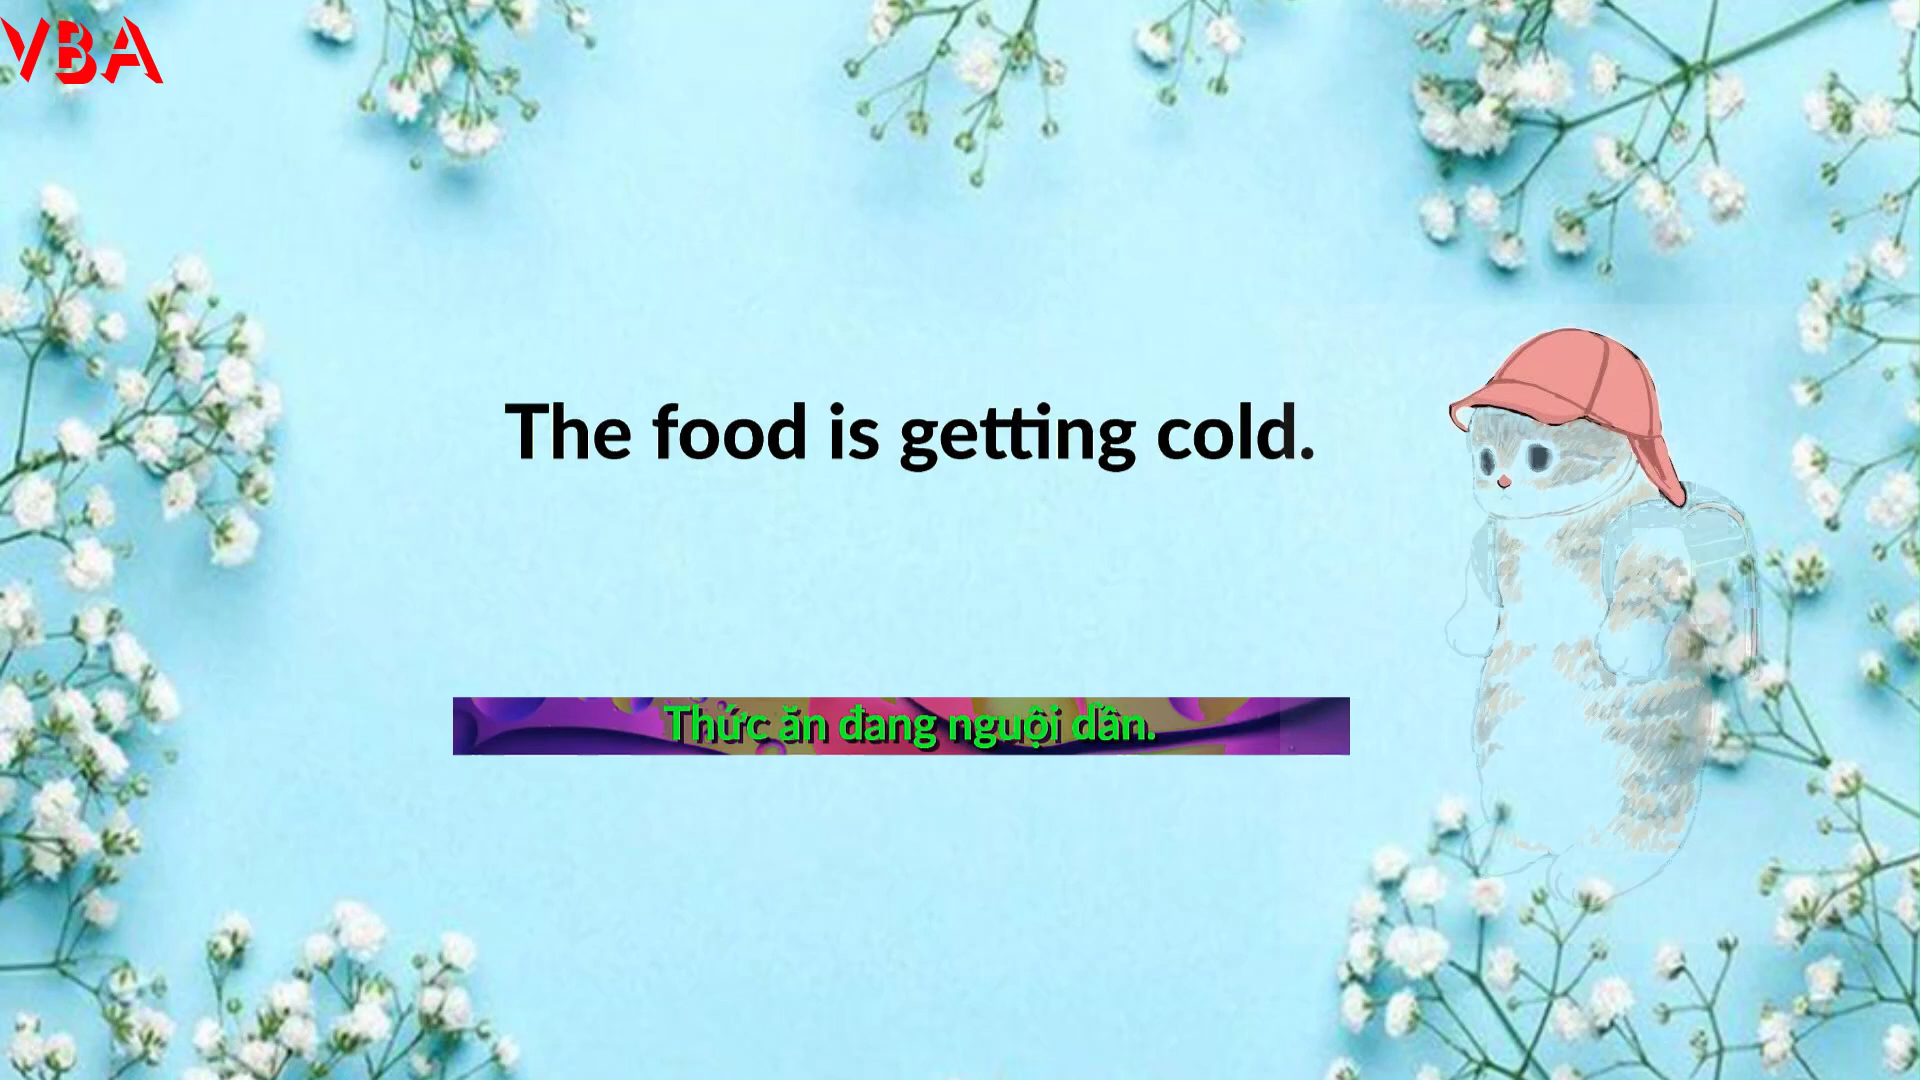 VBA
The food is getting cold.
Thức ăn đang nguội dần.